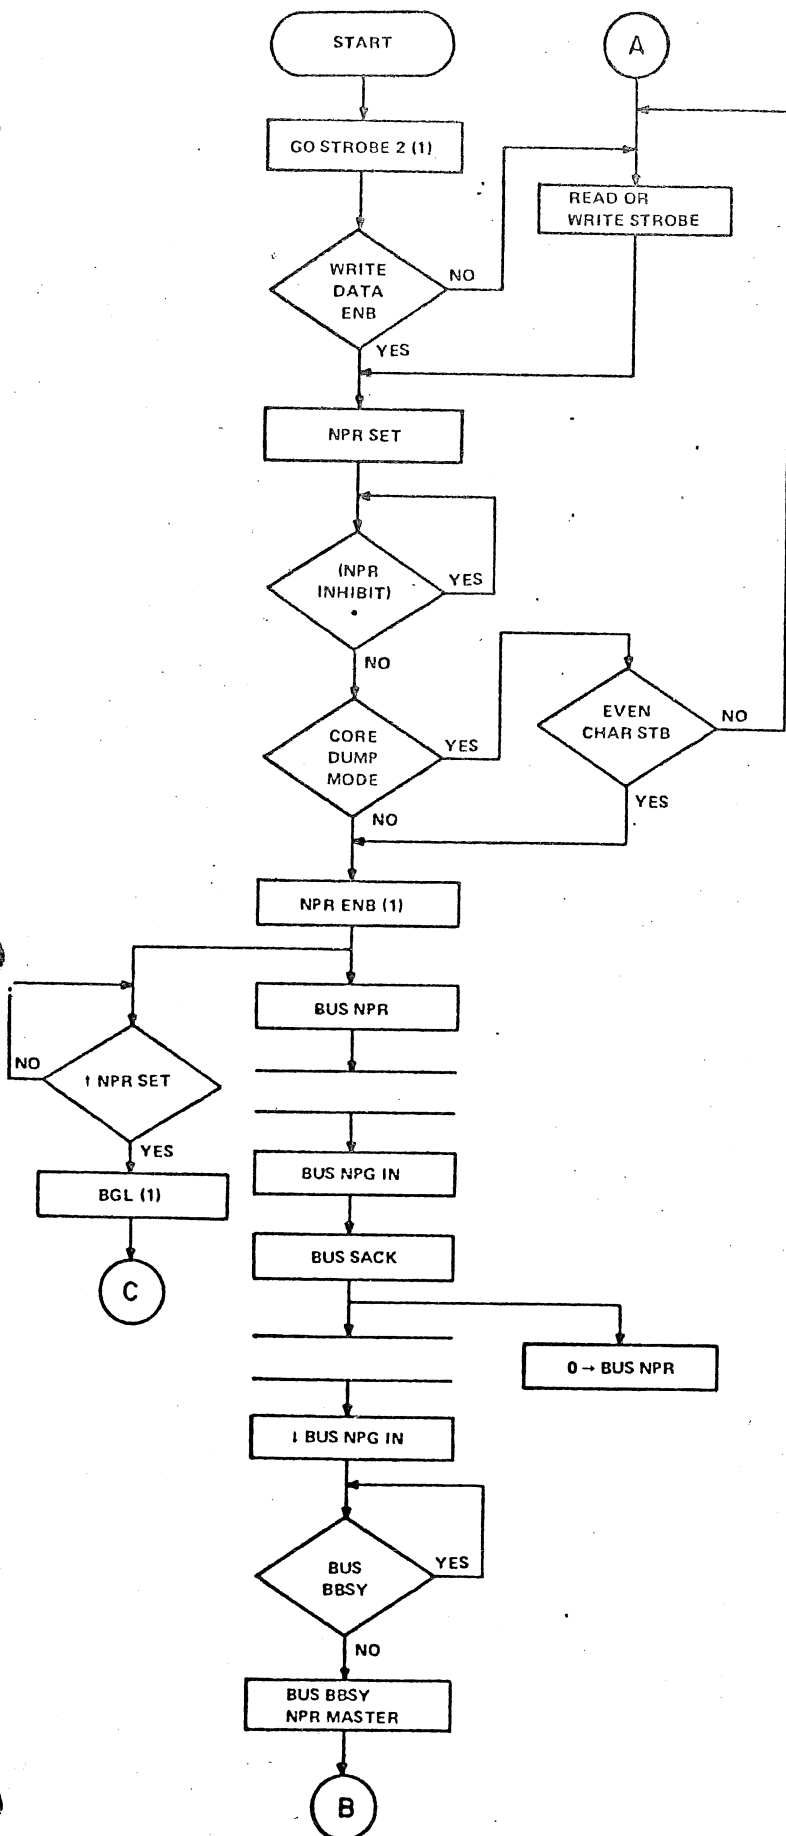 START
A
GO STROBE 2 (1)
READ OR
WRITE STROBE
WRITE
DATA
ENB
NO
YES
NPR SET
(NPR
INHIBIT)
YES
NO
CORE
DUMP
MODE
YES
EVEN
CHAR STB
NO
YES
NO
NPR ENB (1)
BUS NPR
↑ NPR SET
NO
YES
BUS NPG IN
BGL (1)
BUS SACK
C
0 → BUS NPR
↓ BUS NPG IN
BUS
BBSY
YES
NO
BUS BBSY
NPR MASTER
B